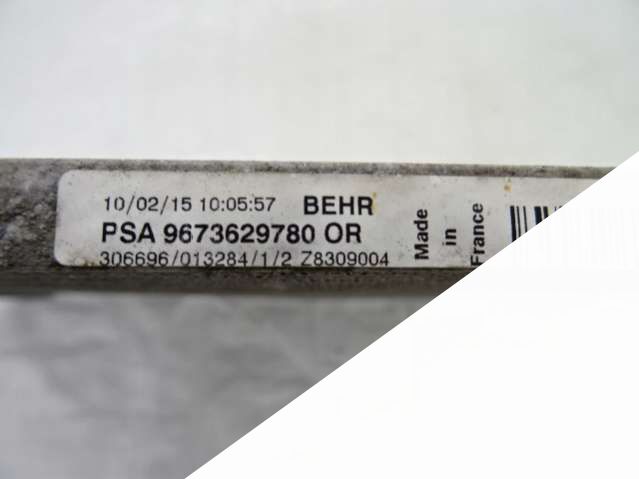 10/02/15 10:05:57 BEHR
PSA 9673629780 OR
306696/013284/1/2 Z8309004
Made
in
France